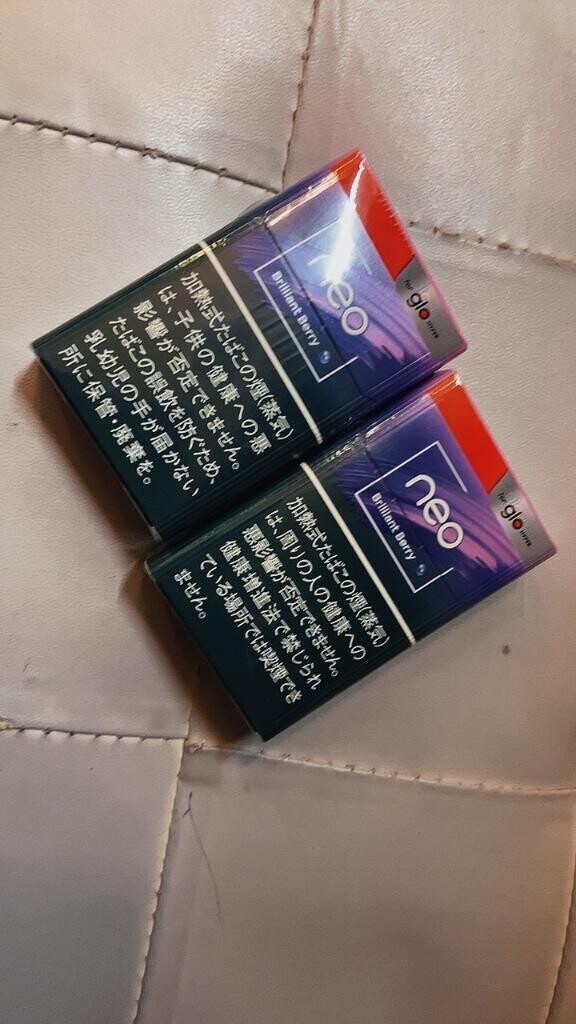 for glo HYPER
neo
Brilliant Berry
加熱式たばこの煙(蒸気)
は、子供の健康への悪
影響が否定できません。
たばこの誤飲を防ぐため、
乳幼児の手が届かない
所に保管・廃棄を。
for glo HYPER
neo
Brilliant Berry
加熱式たばこの煙(蒸気)
は、周りの人の健康への
悪影響が否定できません。
健康増進法で禁じられ
ている場所では喫煙でき
ません。